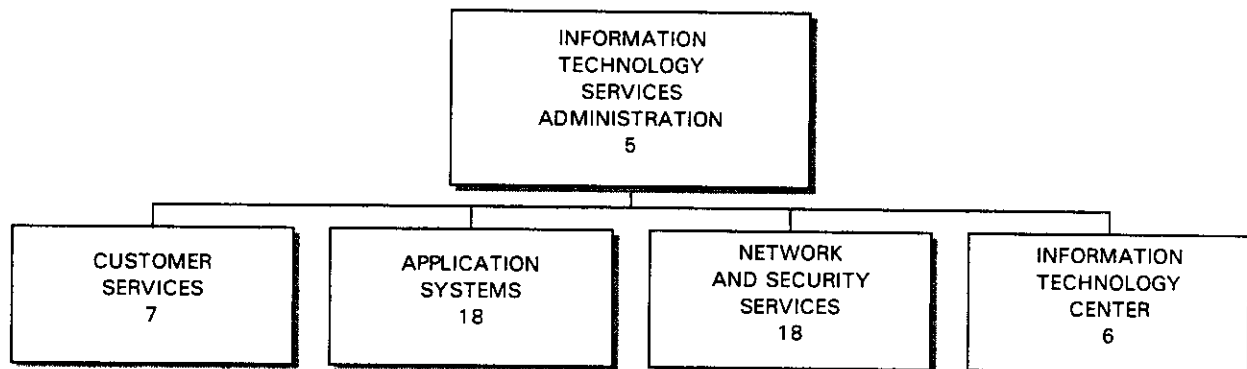 INFORMATION
TECHNOLOGY
SERVICES
ADMINISTRATION
5
CUSTOMER
SERVICES
7
APPLICATION
SYSTEMS
18
NETWORK
AND SECURITY
SERVICES
18
INFORMATION
TECHNOLOGY
CENTER
6